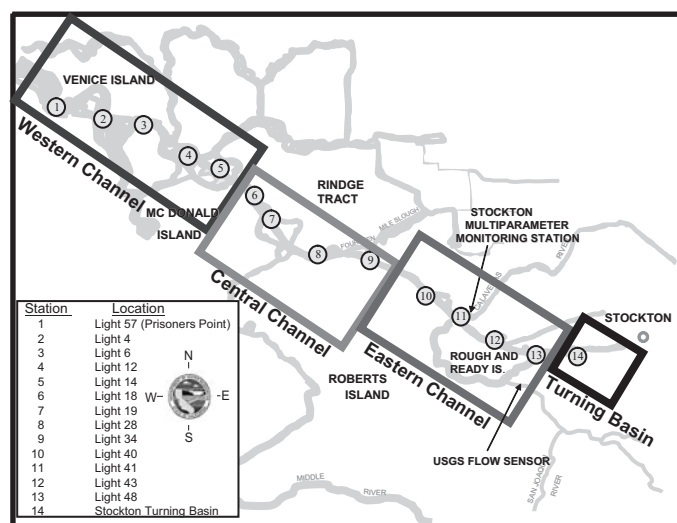 VENICE ISLAND
1
2
3
4
5
Western Channel
MC DONALD
ISLAND
RINDGE
TRACT
6
7
8
9
FOURTEEN MILE SLOUGH
Central Channel
STOCKTON
MULTIPARAMETER
MONITORING STATION
CALAVERAS
RIVER
10
11
12
13
ROUGH AND
READY IS.
Eastern Channel
STOCKTON
14
Turning Basin
ROBERTS
ISLAND
USGS FLOW SENSOR
SAN JOAQUIN
RIVER
MIDDLE
RIVER
Station Location
1 Light 57 (Prisoners Point)
2 Light 4
3 Light 6
4 Light 12
5 Light 14
6 Light 18
7 Light 19
8 Light 28
9 Light 34
10 Light 40
11 Light 41
12 Light 43
13 Light 48
14 Stockton Turning Basin
N
W
E
S